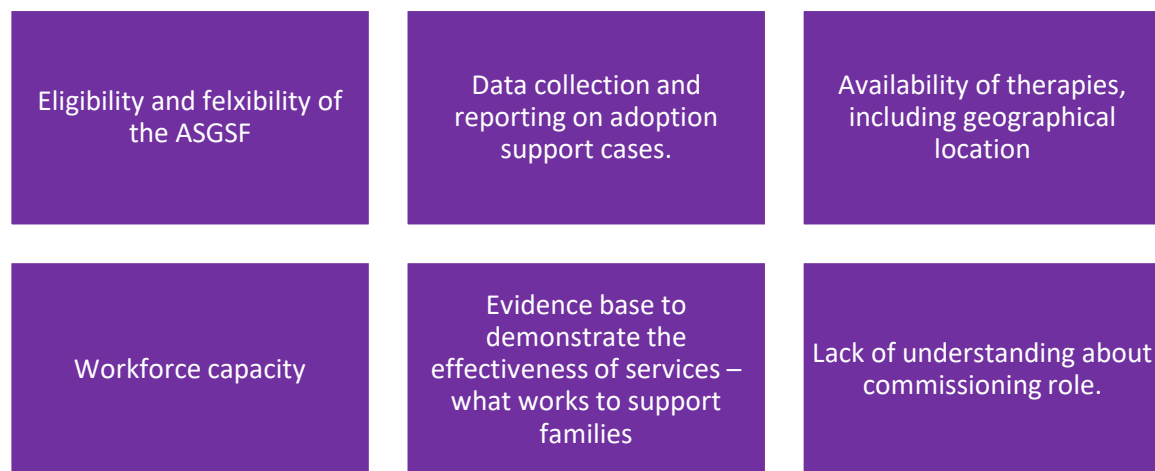 Eligibility and felxibility of
the ASGSF
Data collection and
reporting on adoption
support cases.
Availability of therapies,
including geographical
location
Workforce capacity
Evidence base to
demonstrate the
effectiveness of services –
what works to support
families
Lack of understanding about
commissioning role.